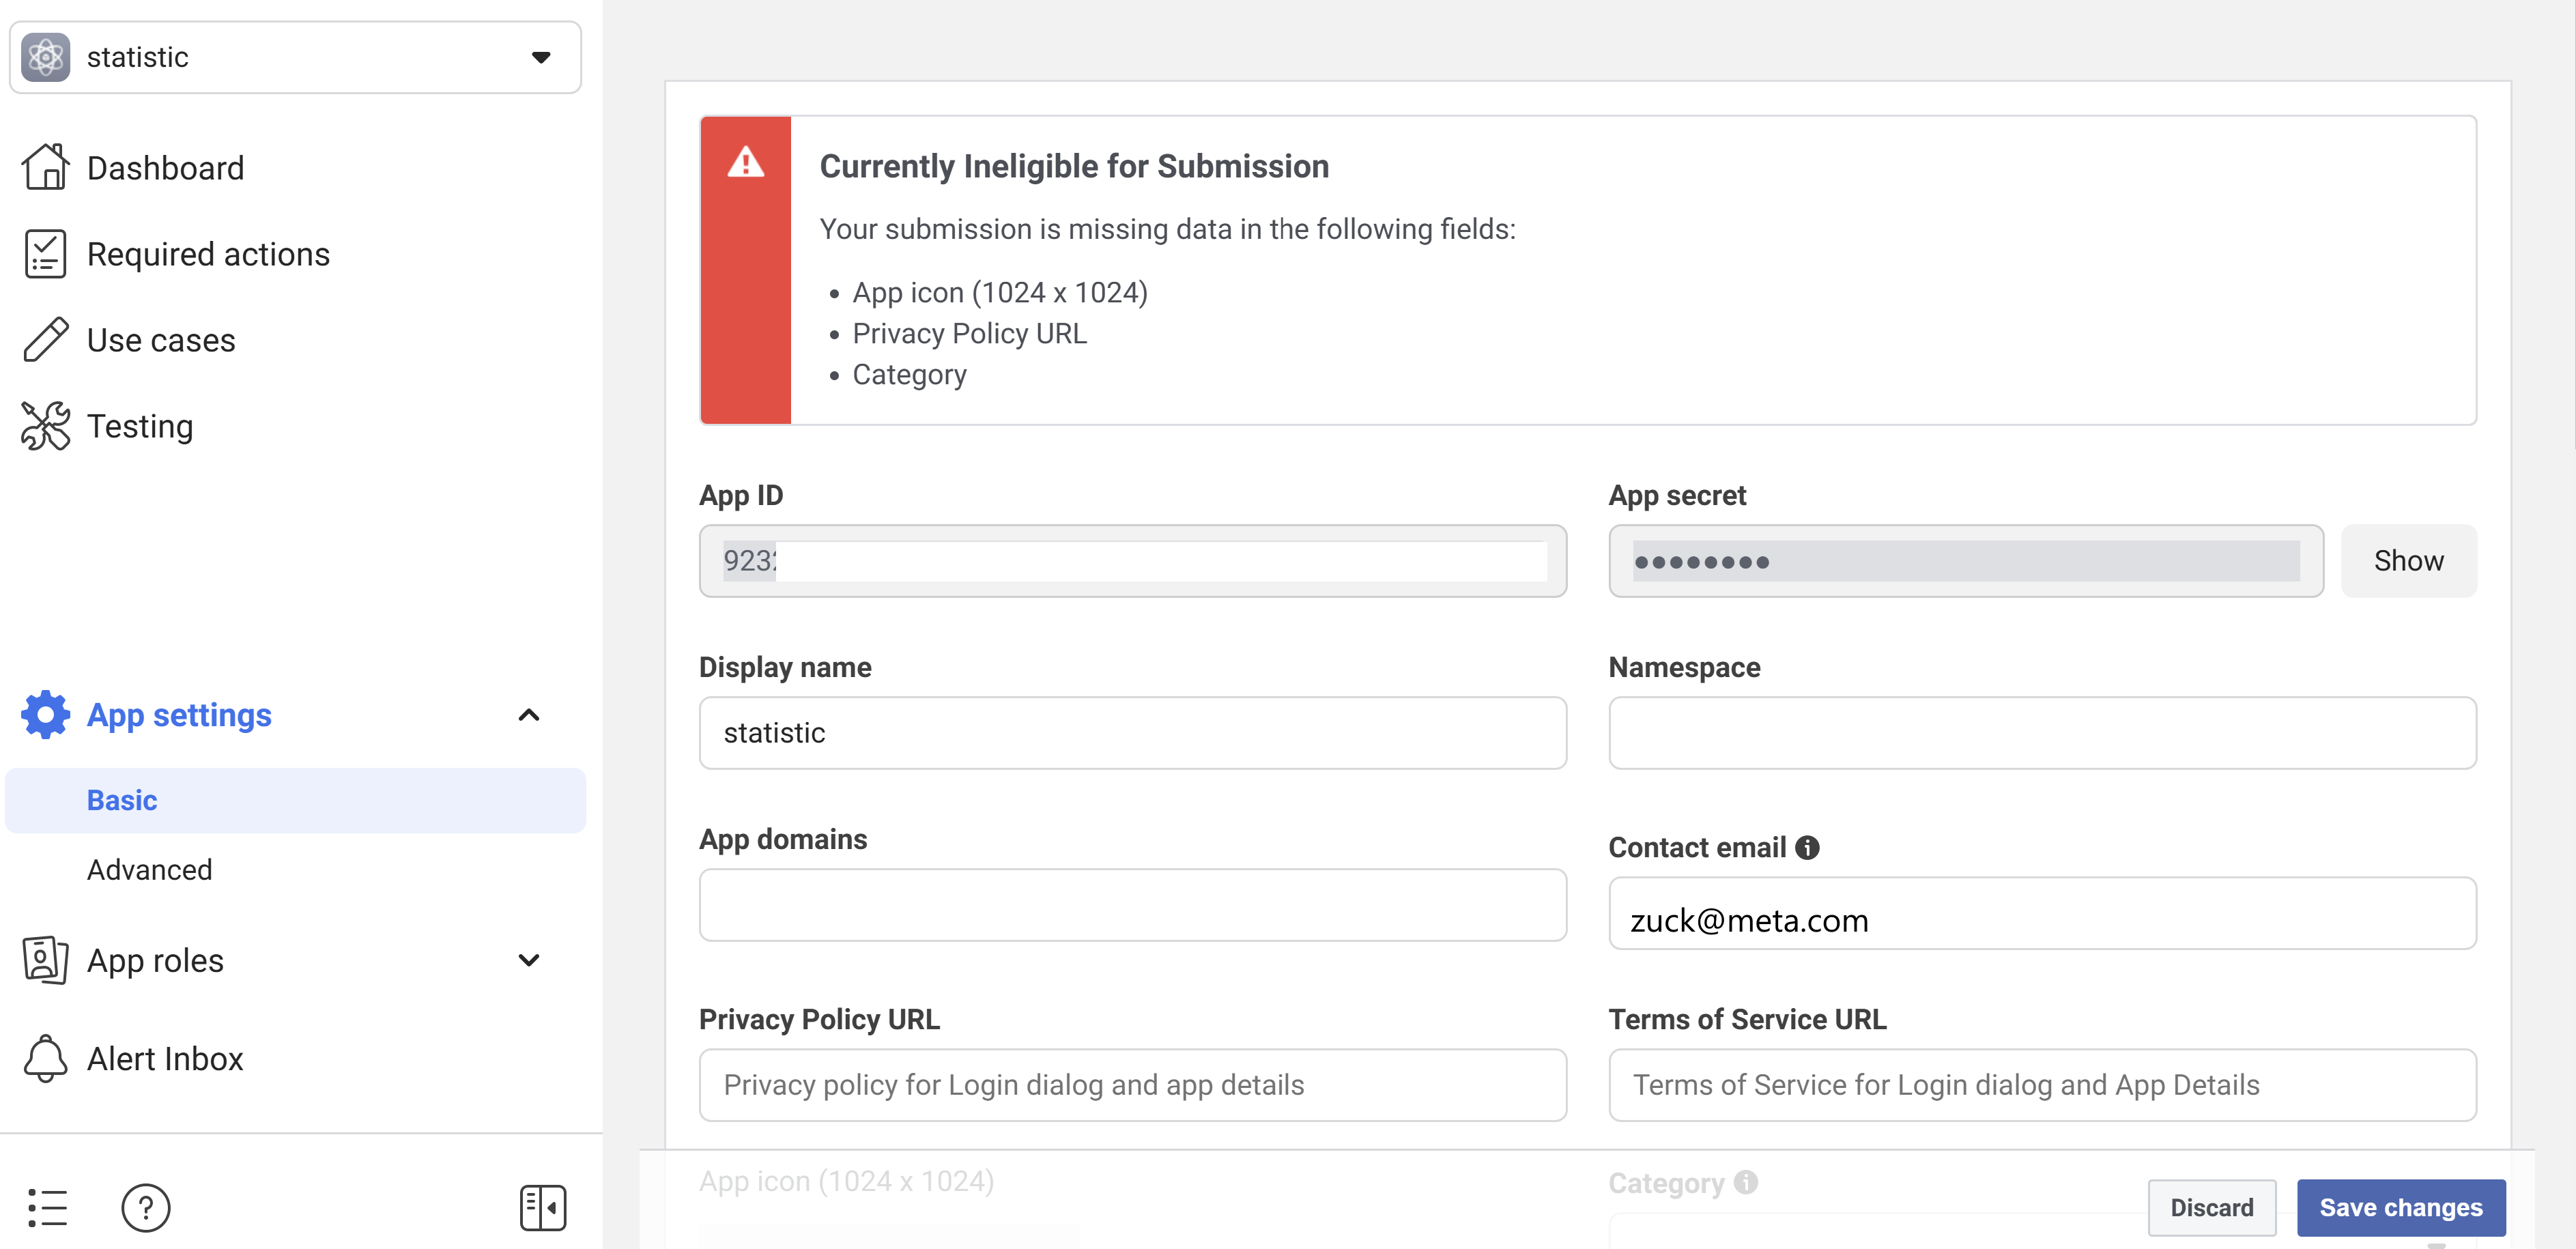 statistic
Dashboard
Required actions
Use cases
Testing
App settings
Basic
Advanced
App roles
Alert Inbox
Currently Ineligible for Submission
Your submission is missing data in the following fields:
• App icon (1024 x 1024)
• Privacy Policy URL
• Category
App ID
App secret
••••••••
Show
Display name
statistic
Namespace
App domains
Contact email
zuck@meta.com
Privacy Policy URL
Privacy policy for Login dialog and app details
Terms of Service URL
Terms of Service for Login dialog and App Details
App icon (1024 x 1024)
Category
Discard
Save changes